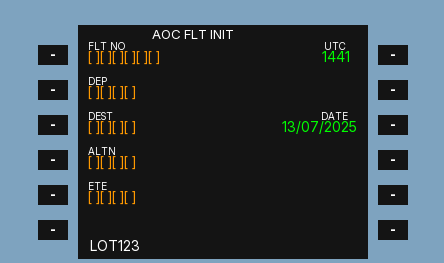 AOC FLT INIT
FLT NO UTC
[ ][ ][ ][ ][ ][ ] 1441
DEP
[ ][ ][ ][ ]
DEST DATE
[ ][ ][ ][ ] 13/07/2025
ALTN
[ ][ ][ ][ ]
ETE
[ ][ ][ ][ ]
LOT123